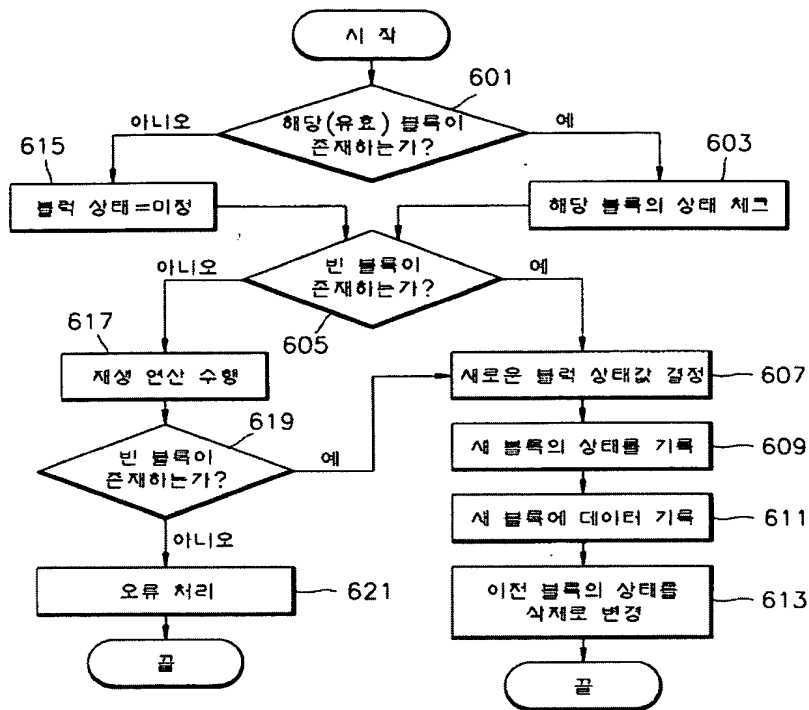 시 작
601
해당(유효) 블록이
존재하는가?
아니오
예
615
603
블럭 상태=미정
해당 블록의 상태 체크
빈 블록이
존재하는가?
아니오
예
605
617
재생 연산 수행
새로운 블럭 상태값 결정
607
619
빈 블록이
존재하는가?
예
새 블록의 상태를 기록
609
아니오
새 블록에 데이터 기록
611
오류 처리
621
이전 블록의 상태를
삭제로 변경
613
끝
끝